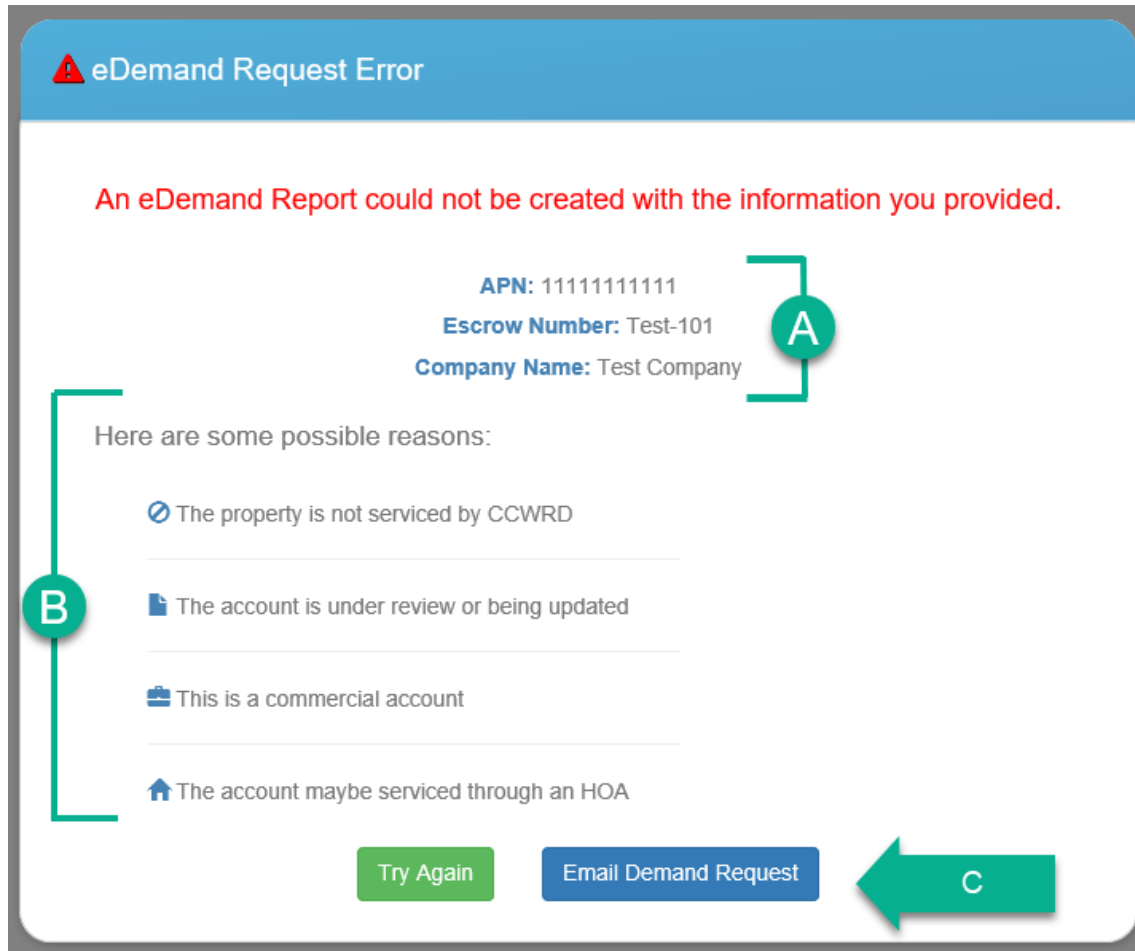 eDemand Request Error
An eDemand Report could not be created with the information you provided.
APN: 11111111111
Escrow Number: Test-101
Company Name: Test Company
A
Here are some possible reasons:
The property is not serviced by CCWRD
B
The account is under review or being updated
This is a commercial account
The account maybe serviced through an HOA
Try Again
Email Demand Request
C